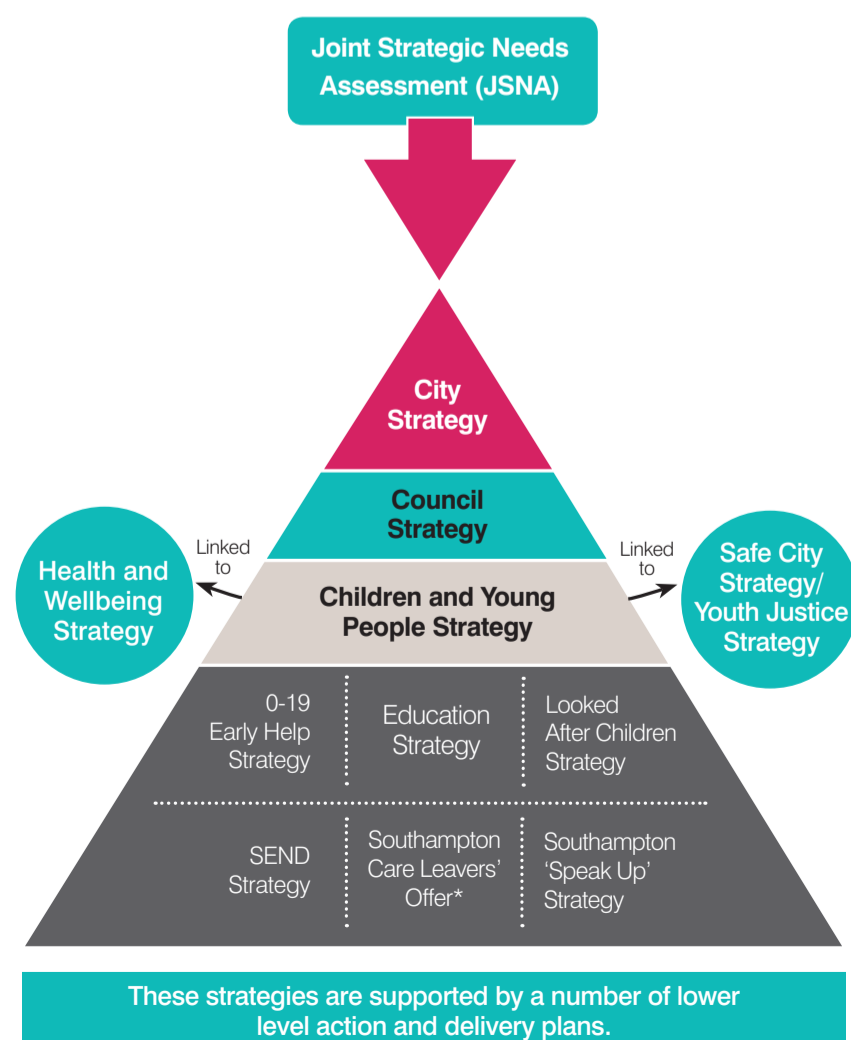 Joint Strategic Needs
Assessment (JSNA)
City
Strategy
Council
Strategy
Linked
to
Health and
Wellbeing
Strategy
Children and Young
People Strategy
Linked
to
Safe City
Strategy/
Youth Justice
Strategy
0-19
Early Help
Strategy
Education
Strategy
Looked
After Children
Strategy
SEND
Strategy
Southampton
Care Leavers’
Offer*
Southampton
‘Speak Up’
Strategy
These strategies are supported by a number of lower
level action and delivery plans.